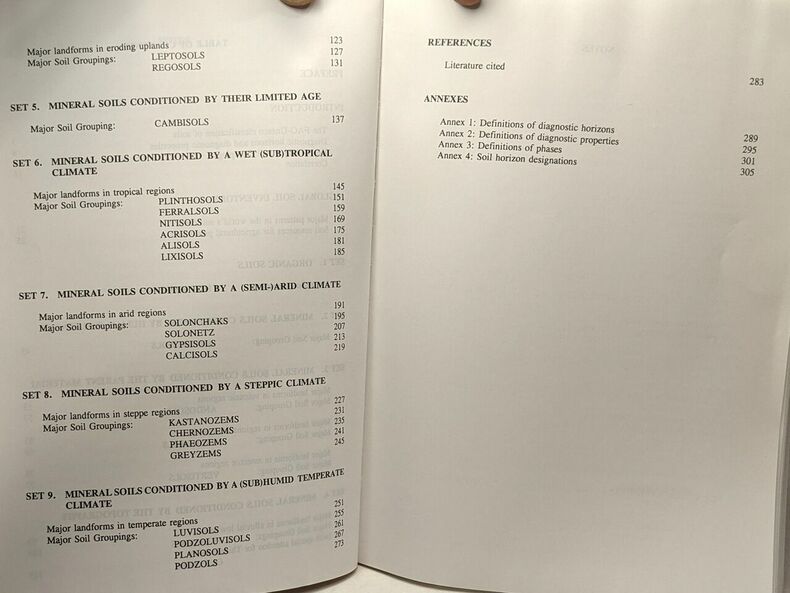 Major landforms in eroding uplands 123
Major Soil Groupings: LEPTOSOLS 127
REGOSOLS 131
SET 5. MINERAL SOILS CONDITIONED BY THEIR LIMITED AGE
Major Soil Grouping: CAMBISOLS 137
SET 6. MINERAL SOILS CONDITIONED BY A WET (SUB)TROPICAL
CLIMATE
Major landforms in tropical regions 145
Major Soil Groupings: PLINTHOSOLS 151
FERRALSOLS 159
NITISOLS 169
ACRISOLS 175
ALISOLS 181
LIXISOLS 185
SET 7. MINERAL SOILS CONDITIONED BY A (SEMI-)ARID CLIMATE
Major landforms in arid regions 191
Major Soil Groupings: SOLONCHAKS 195
SOLONETZ 207
GYPSISOLS 213
CALCISOLS 219
SET 8. MINERAL SOILS CONDITIONED BY A STEPPIC CLIMATE
Major landforms in steppe regions 227
Major Soil Groupings: KASTANOZEMS 231
CHERNOZEMS 235
PHAEOZEMS 241
GREYZEMS 245
SET 9. MINERAL SOILS CONDITIONED BY A (SUB)HUMID TEMPERATE
CLIMATE
Major landforms in temperate regions 251
Major Soil Groupings: LUVISOLS 255
PODZOLUVISOLS 261
PLANOSOLS 267
PODZOLS 273
REFERENCES
Literature cited 283
ANNEXES
Annex 1: Definitions of diagnostic horizons 289
Annex 2: Definitions of diagnostic properties 295
Annex 3: Definitions of phases 301
Annex 4: Soil horizon designations 305